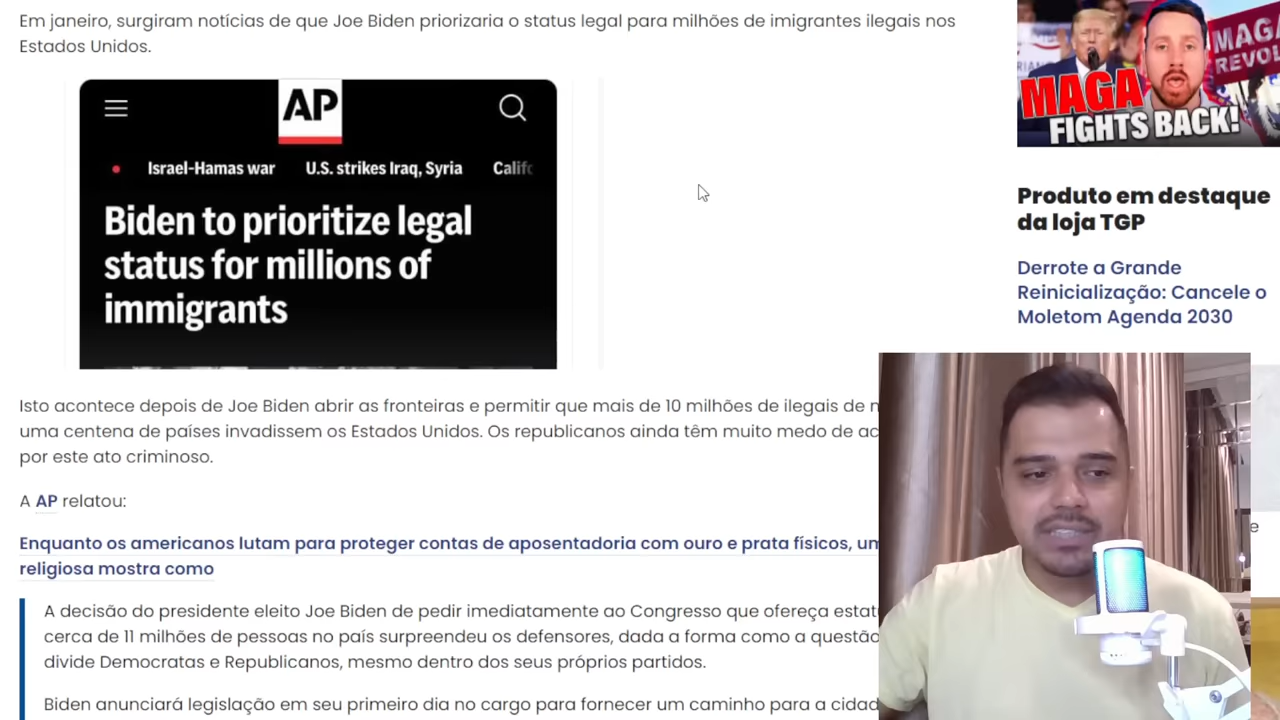 Em janeiro, surgiram notícias de que Joe Biden priorizaria o status legal para milhões de imigrantes ilegais nos
Estados Unidos.
AP
Israel-Hamas war U.S. strikes Iraq, Syria
Biden to prioritize legal
status for millions of
immigrants
Isto acontece depois de Joe Biden abrir as fronteiras e permitir que mais de 10 milhões de ilegais de
uma centena de países invadissem os Estados Unidos. Os republicanos ainda têm muito medo de
por este ato criminoso.
A AP relatou:
Enquanto os americanos lutam para proteger contas de aposentadoria com ouro e prata físicos,
religiosa mostra como
A decisão do presidente eleito Joe Biden de pedir imediatamente ao Congresso que ofereça
cerca de 11 milhões de pessoas no país surpreendeu os defensores, dada a forma como a questão
divide Democratas e Republicanos, mesmo dentro dos seus próprios partidos.
Biden anunciará legislação em seu primeiro dia no cargo para fornecer um caminho para a
MAGA
MAGA
FIGHTS BACK!
Produto em destaque
da loja TGP
Derrote a Grande
Reinicialização: Cancele o
Moletom Agenda 2030